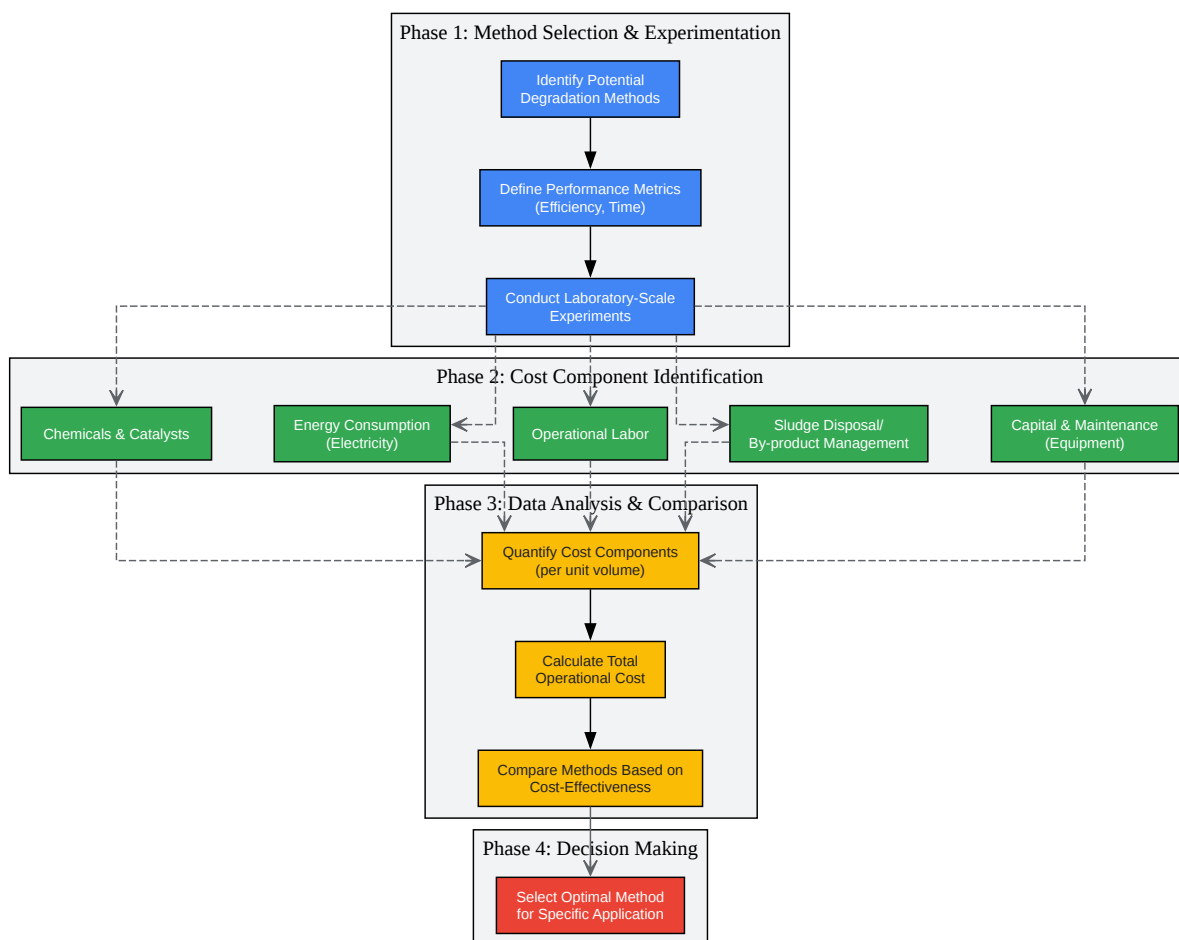 Phase 1: Method Selection & Experimentation
Identify Potential
Degradation Methods
Define Performance Metrics
(Efficiency, Time)
Conduct Laboratory-Scale
Experiments
Phase 2: Cost Component Identification
Chemicals & Catalysts
Energy Consumption
(Electricity)
Operational Labor
Sludge Disposal/
By-product Management
Capital & Maintenance
(Equipment)
Phase 3: Data Analysis & Comparison
Quantify Cost Components
(per unit volume)
Calculate Total
Operational Cost
Compare Methods Based on
Cost-Effectiveness
Phase 4: Decision Making
Select Optimal Method
for Specific Application